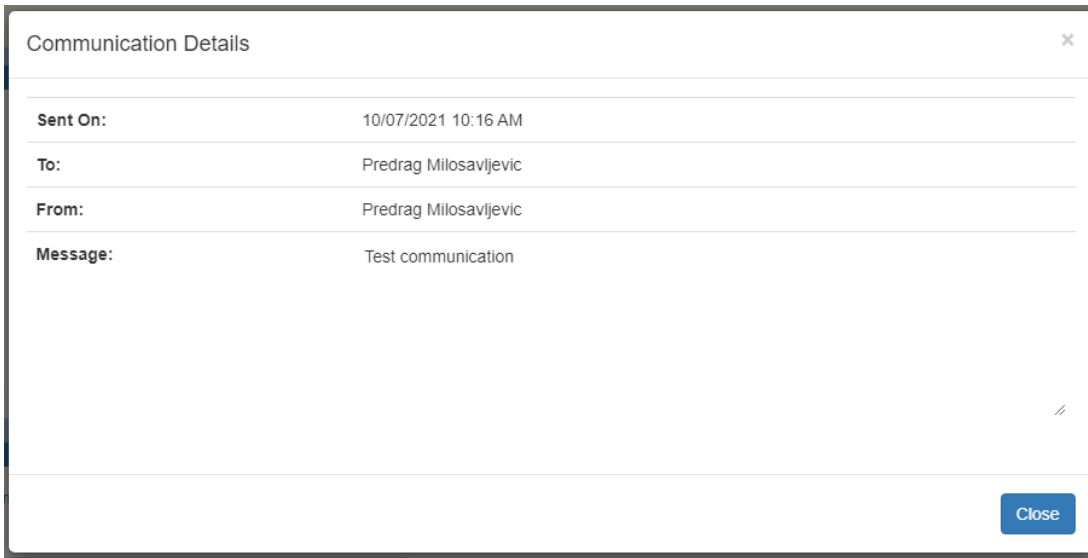 Communication Details ×
Sent On: 10/07/2021 10:16 AM
To: Predrag Milosavljevic
From: Predrag Milosavljevic
Message: Test communication
Close